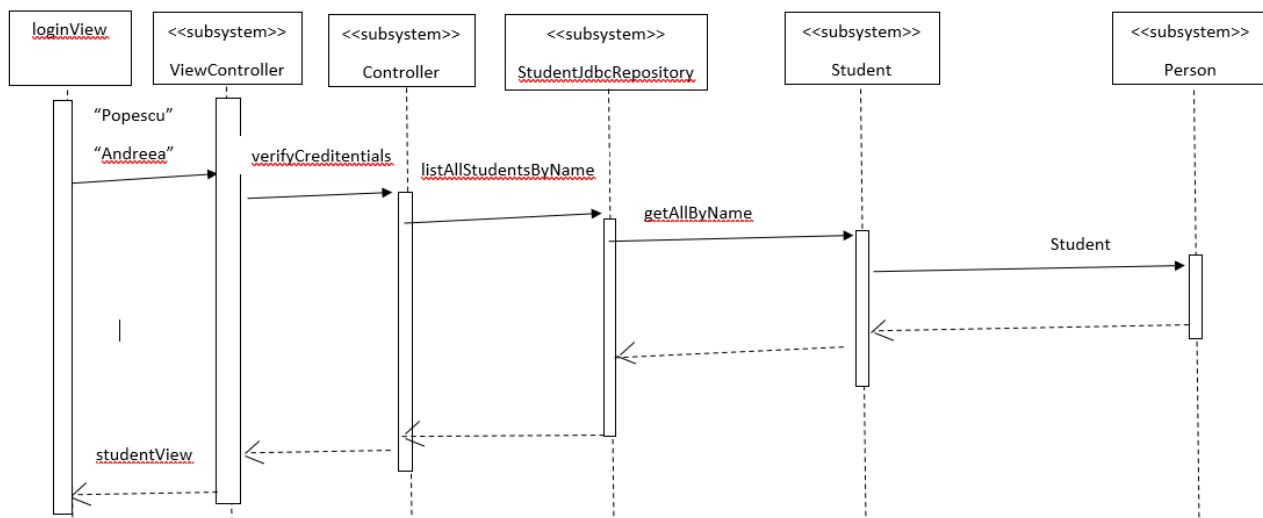 loginView
<<subsystem>>
ViewController
<<subsystem>>
Controller
<<subsystem>>
StudentJdbcRepository
<<subsystem>>
Student
<<subsystem>>
Person
“Popescu”
“Andreea”
verifyCreditentials
listAllStudentsByName
getAllByName
Student
studentView